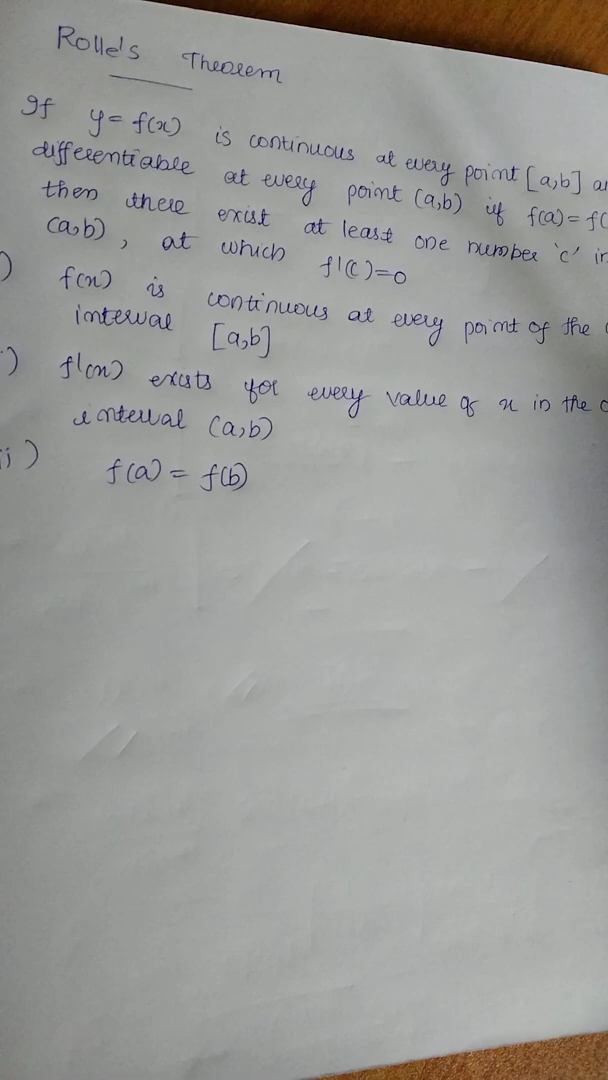 Rolle's Theorem
If y = f(x) is continuous at every point [a,b]
differentiable at every point (a,b) if f(a) =
then there exist at least one number 'c' in
(a,b), at which f'(c)=0
f(x) is continuous at every point of the
interval [a,b]
f'(x) exists for every value of x in the
interval (a,b)
f(a) = f(b)